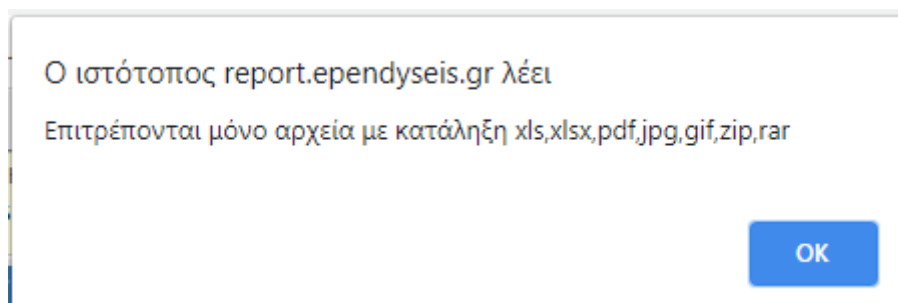 Ο ιστότοπος report.ependyseis.gr λέει
Επιτρέπονται μόνο αρχεία με κατάληξη xls,xlsx,pdf,jpg,gif,zip,rar
OK